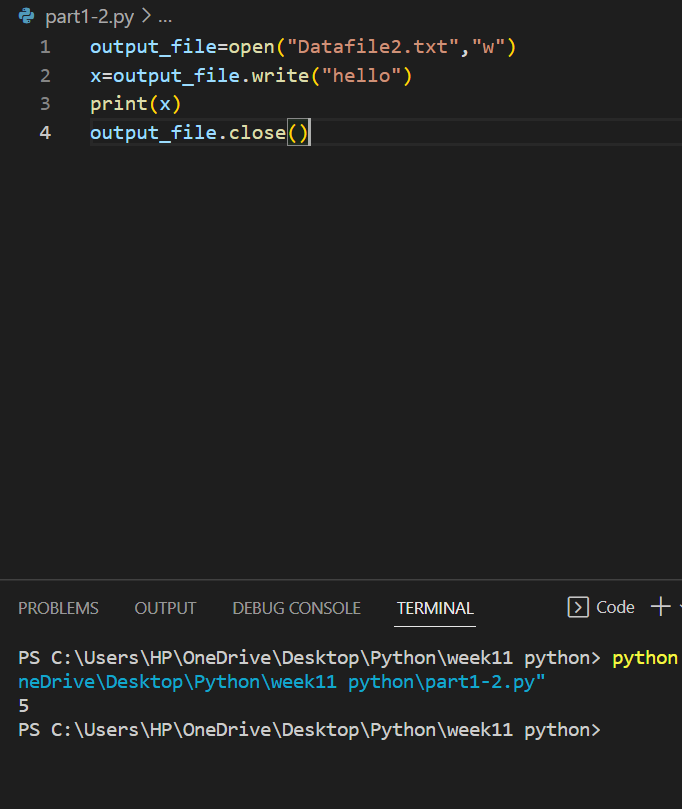 part1-2.py > ...
1 output_file=open("Datafile2.txt","w")
2 x=output_file.write("hello")
3 print(x)
4 output_file.close()
PROBLEMS OUTPUT DEBUG CONSOLE TERMINAL Code
PS C:\Users\HP\OneDrive\Desktop\Python\week11 python> python
neDrive\Desktop\Python\week11 python\part1-2.py"
5
PS C:\Users\HP\OneDrive\Desktop\Python\week11 python>